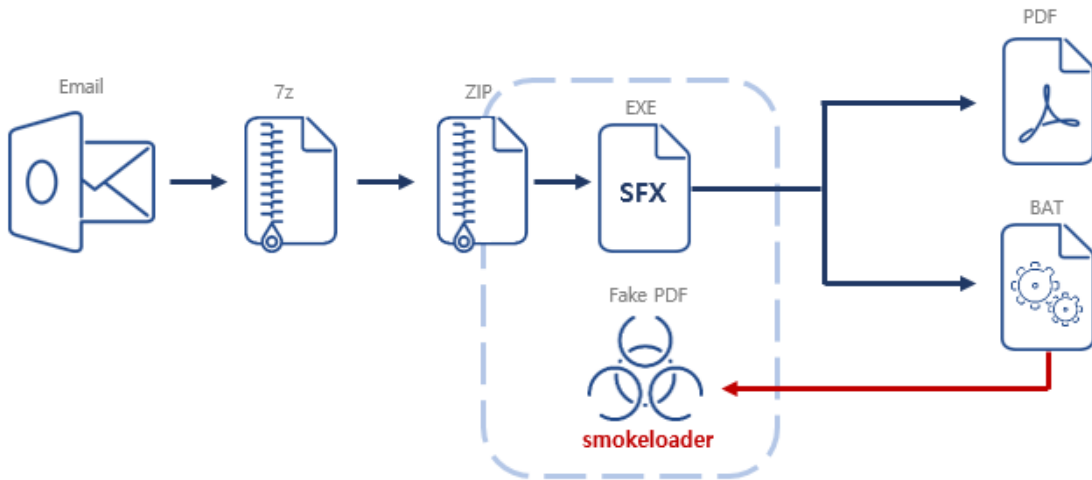 Email
7z
ZIP
EXE
SFX
PDF
BAT
Fake PDF
smokeloader